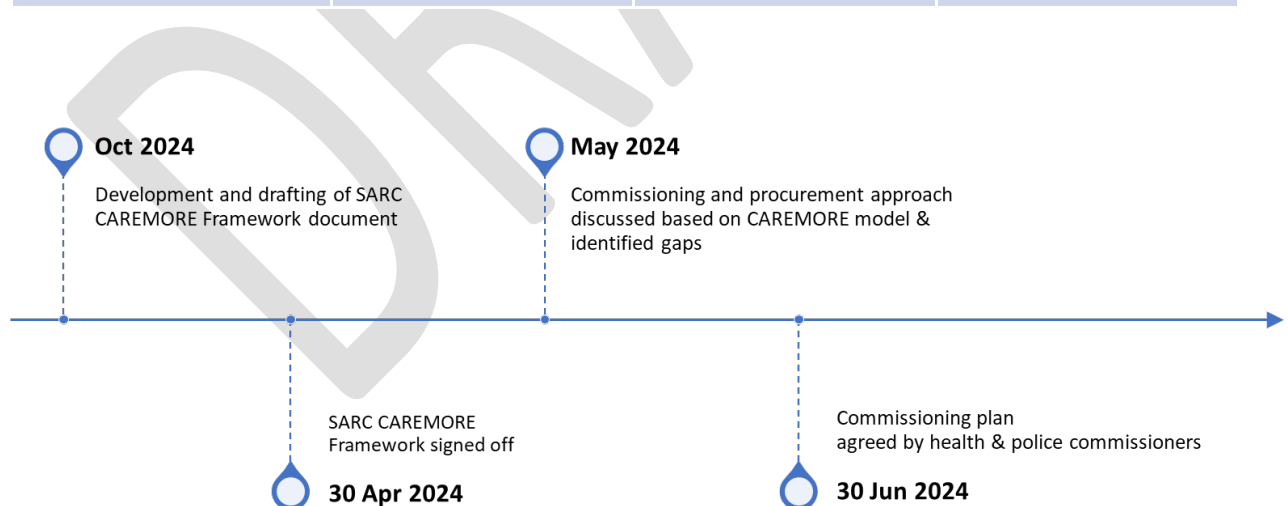 Oct 2024
Development and drafting of SARC
CAREMORE Framework document
May 2024
Commissioning and procurement approach
discussed based on CAREMORE model &
identified gaps
SARC CAREMORE
Framework signed off
30 Apr 2024
Commissioning plan
agreed by health & police commissioners
30 Jun 2024